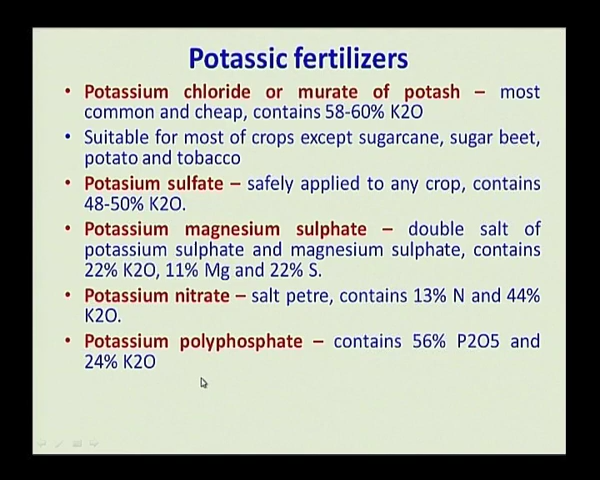 Potassic fertilizers
• Potassium chloride or murate of potash – most
common and cheap, contains 58-60% K2O
• Suitable for most of crops except sugarcane, sugar beet,
potato and tobacco
• Potasium sulfate – safely applied to any crop, contains
48-50% K2O.
• Potassium magnesium sulphate – double salt of
potassium sulphate and magnesium sulphate, contains
22% K2O, 11% Mg and 22% S.
• Potassium nitrate – salt petre, contains 13% N and 44%
K2O.
• Potassium polyphosphate – contains 56% P2O5 and
24% K2O